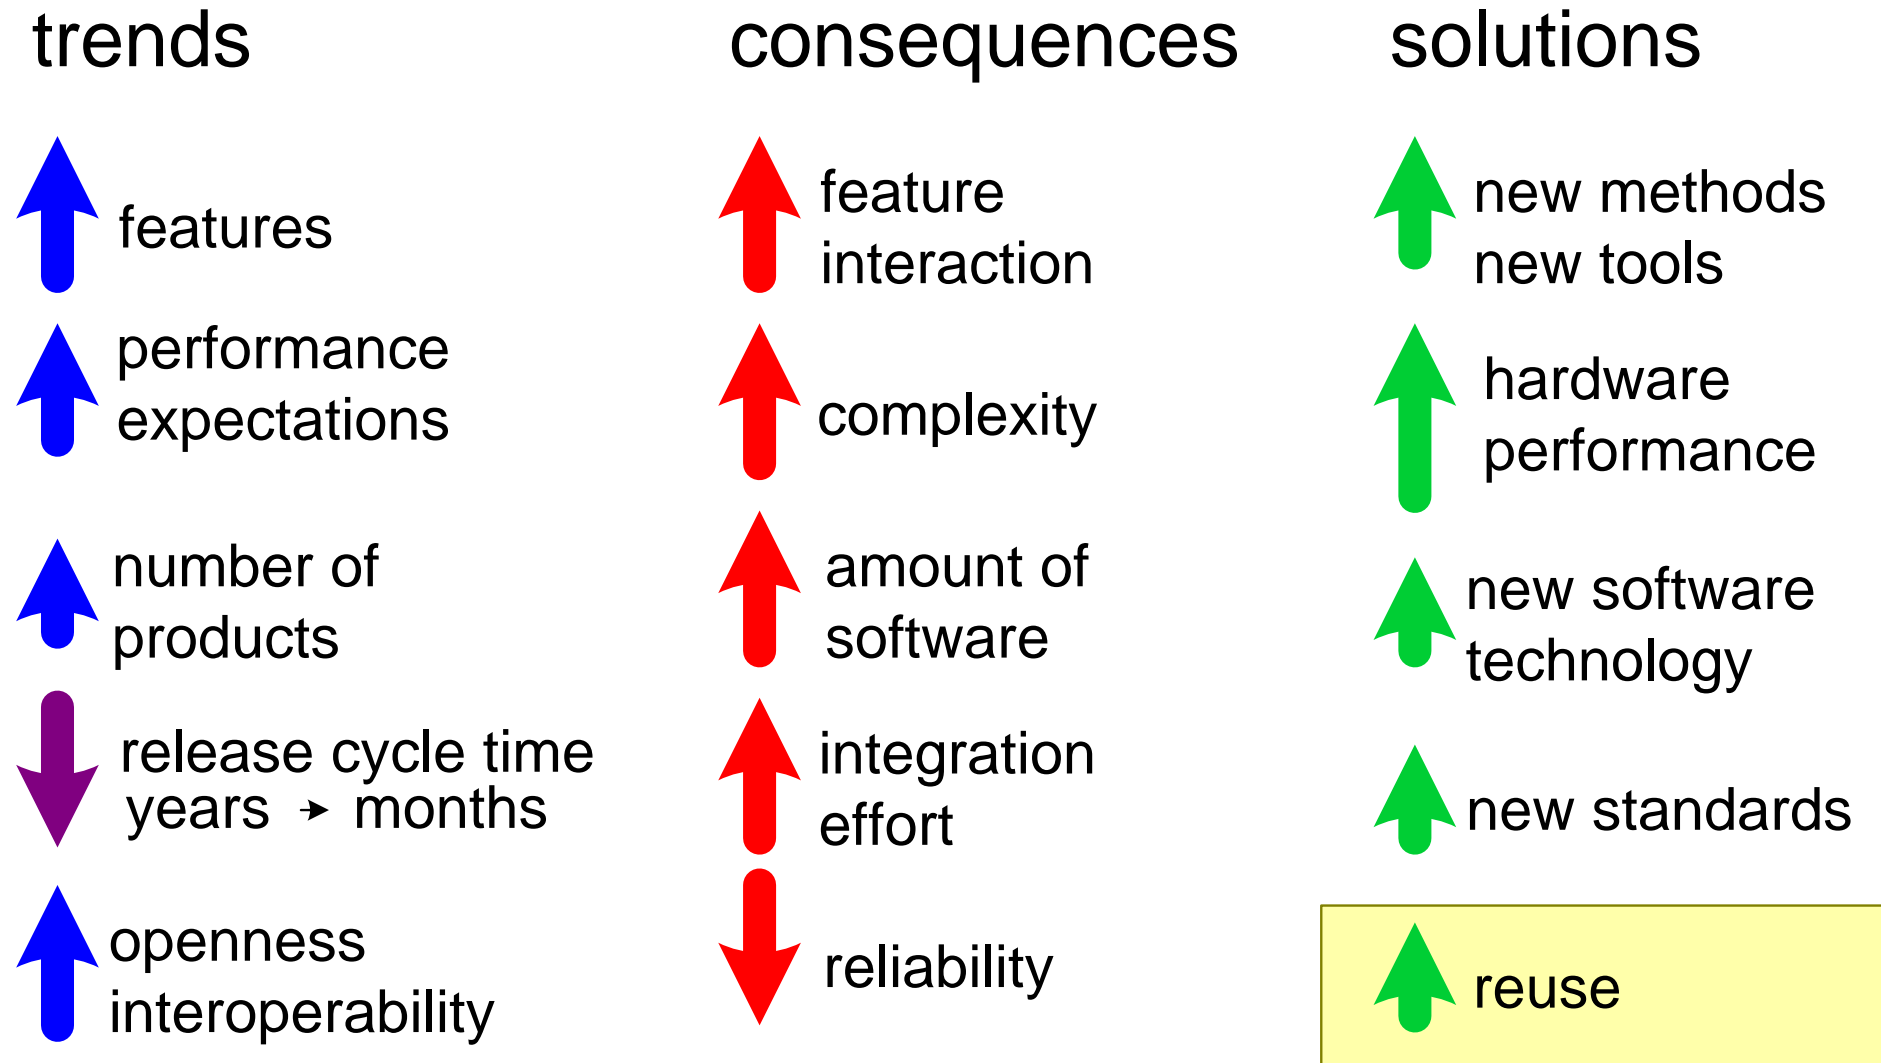 trends
features
performance
expectations
number of
products
release cycle time
years → months
openness
interoperability
consequences
feature
interaction
complexity
amount of
software
integration
effort
reliability
solutions
new methods
new tools
hardware
performance
new software
technology
new standards
reuse